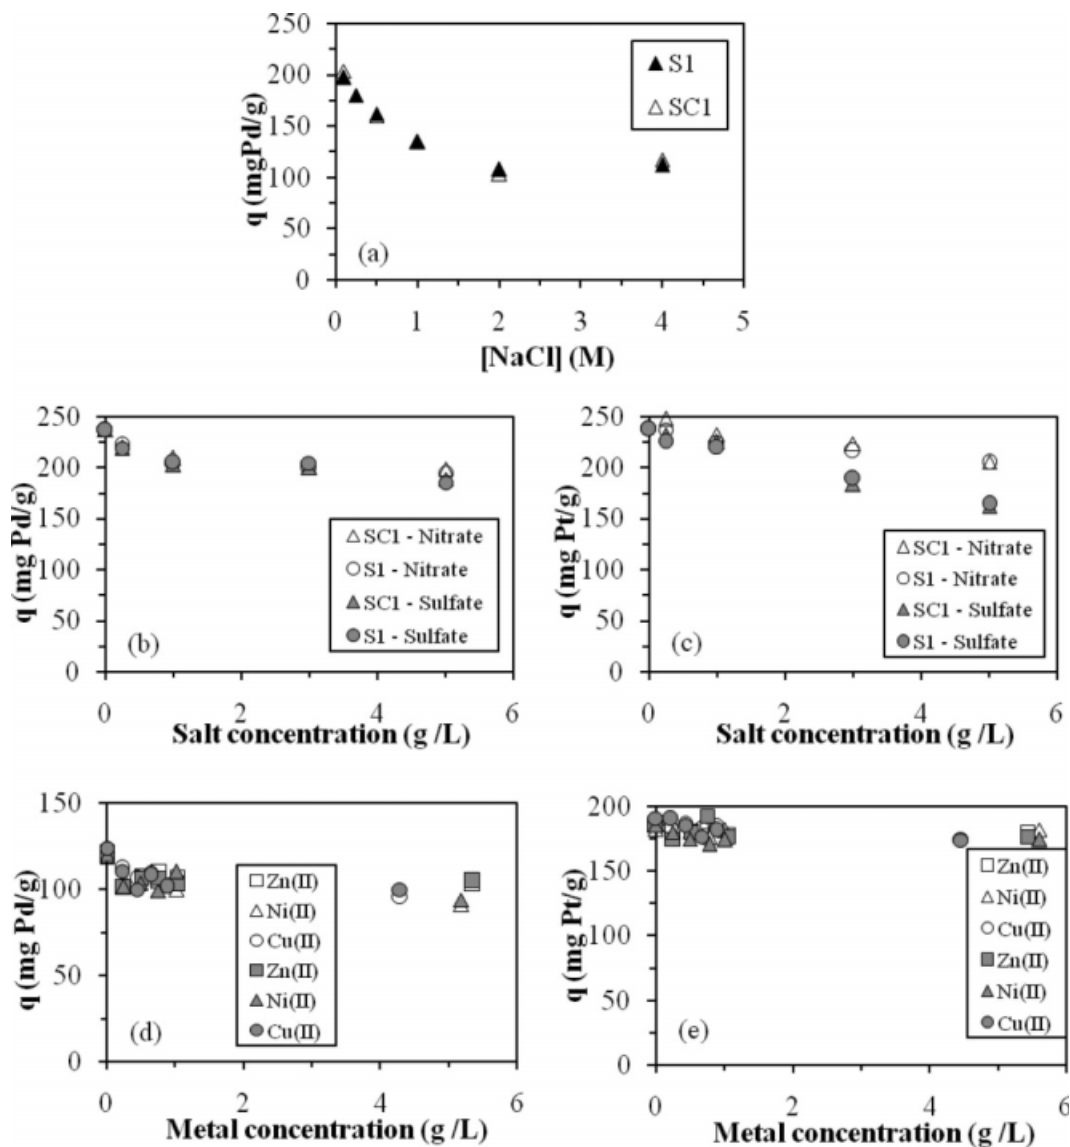 250
200
150
100
50
0
q (mgPd/g)
S1
SC1
(a)
0 1 2 3 4 5
[NaCl] (M)
250
200
150
100
50
0
q (mg Pd/g)
SC1 - Nitrate
S1 - Nitrate
SC1 - Sulfate
S1 - Sulfate
(b)
0 2 4 6
Salt concentration (g /L)
250
200
150
100
50
0
q (mg Pt/g)
SC1 - Nitrate
S1 - Nitrate
SC1 - Sulfate
S1 - Sulfate
(c)
0 2 4 6
Salt concentration (g /L)
150
100
50
0
q (mg Pd/g)
Zn(II)
Ni(II)
Cu(II)
Zn(II)
Ni(II)
Cu(II)
(d)
0 2 4 6
Metal concentration (g /L)
200
150
100
50
0
q (mg Pt/g)
Zn(II)
Ni(II)
Cu(II)
Zn(II)
Ni(II)
Cu(II)
(e)
0 2 4 6
Metal concentration (g /L)